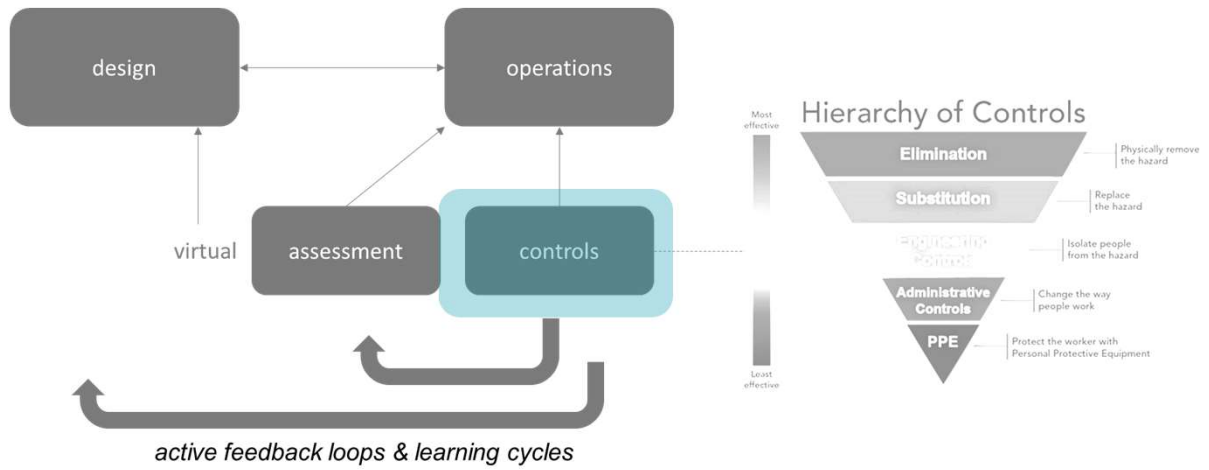 design
operations
virtual
assessment
controls
active feedback loops & learning cycles
Most
effective
Least
effective
Hierarchy of Controls
Elimination
Physically remove
the hazard
Substitution
Replace
the hazard
Engineering
Controls
Isolate people
from the hazard
Administrative
Controls
Change the way
people work
PPE
Protect the worker with
Personal Protective Equipment